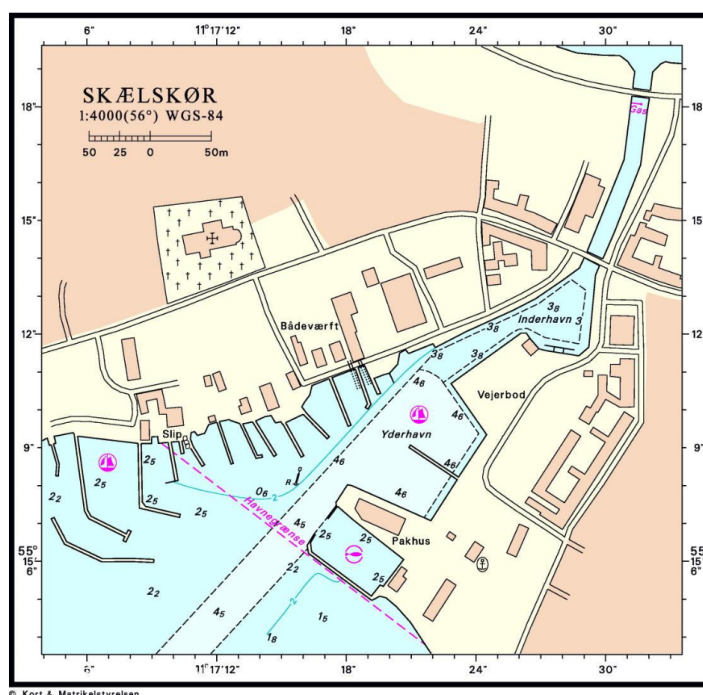 6" 11°17'12" 18" 24" 30"
SKÆLSKØR
1:4000(56°) WGS-84
50 25 0 50m
18"
18"
Gas
15"
15"
12"
12"
Bådeværft
3₈
Inderhavn 3
3₈
3₈
3₈
4₆
Vejerbod
4₆
Yderhavn
Slip
9"
9"
2₅
2₅
4₆
4₆
2₂
2₅
0₆
R
2
4₆
2₅
Havnegrænse
4₅
2₅
2₅
Pakhus
55°
15'
6"
55°
15'
6"
2₂
2₅
2₂
4₅
2
1₅
1₈
6" 11°17'12" 18" 24" 30"
© Kort & Matrikelstyrelsen